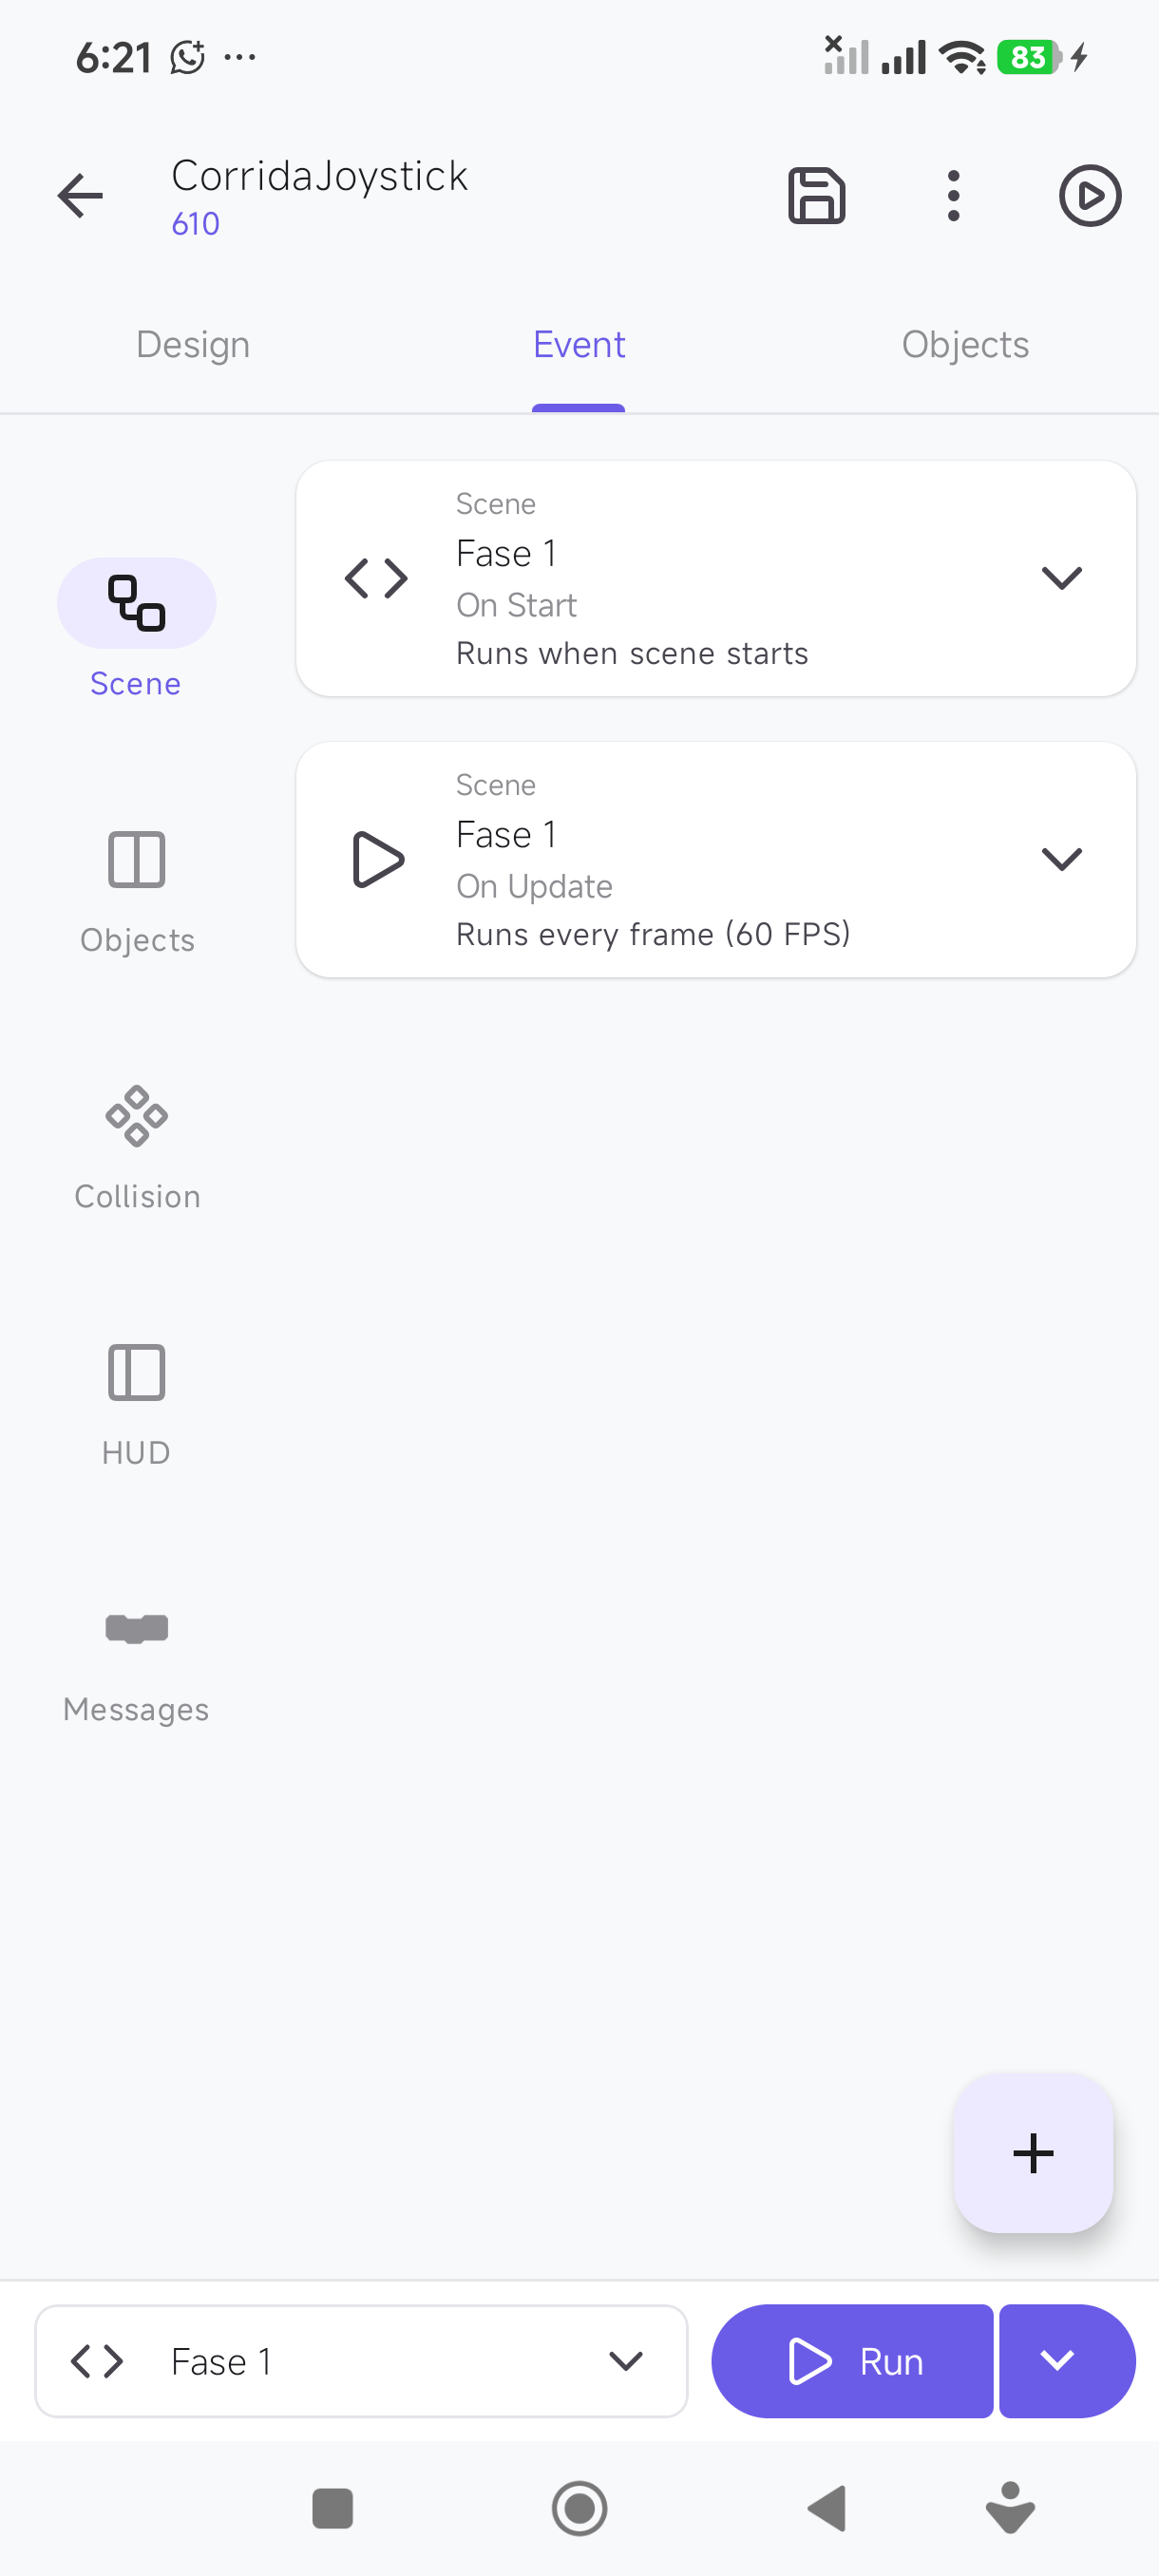 6:21
83
CorridaJoystick
610
Design
Event
Objects
Scene
Fase 1
On Start
Runs when scene starts
Scene
Scene
Fase 1
On Update
Runs every frame (60 FPS)
Objects
Collision
HUD
Messages
Fase 1
Run